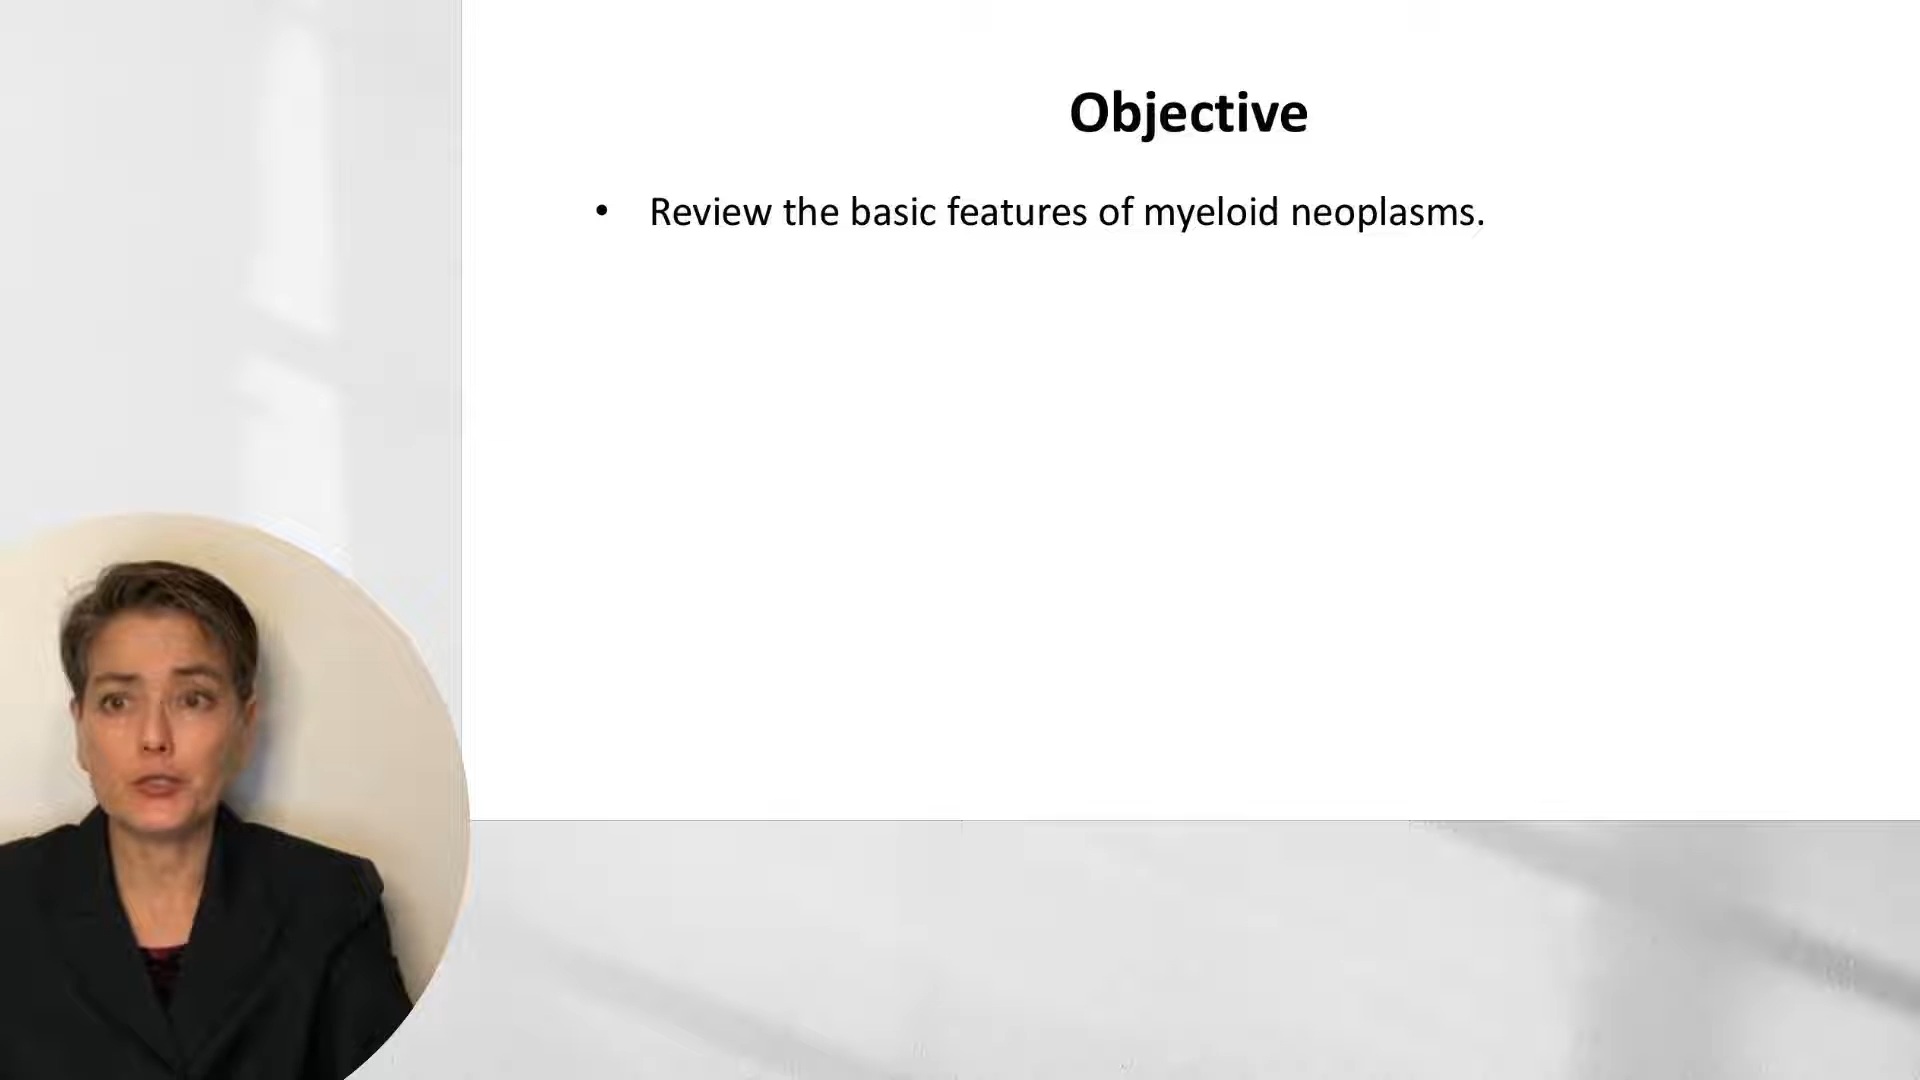 Objective
• Review the basic features of myeloid neoplasms.